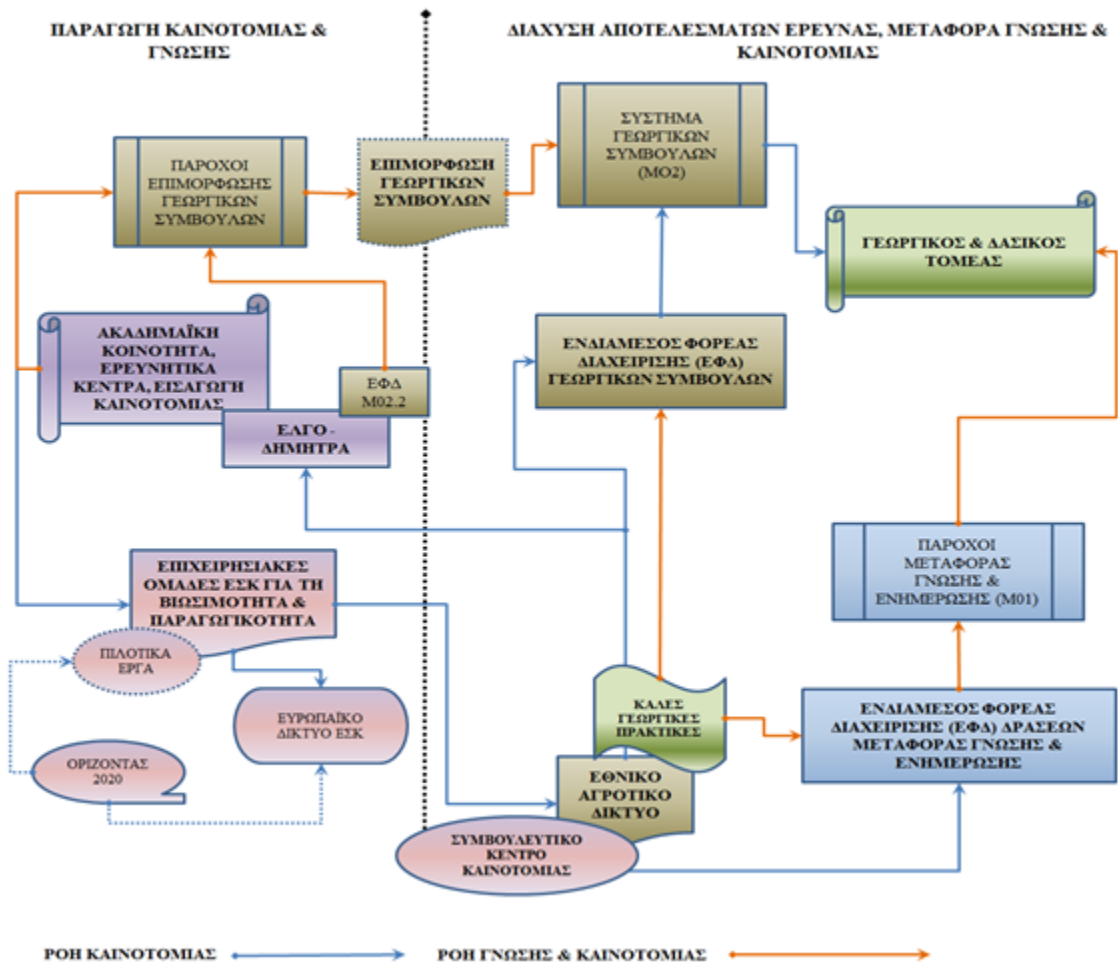 ΠΑΡΑΓΩΓΗ ΚΑΙΝΟΤΟΜΙΑΣ &
ΓΝΩΣΗΣ
ΔΙΑΧΥΣΗ ΑΠΟΤΕΛΕΣΜΑΤΩΝ ΕΡΕΥΝΑΣ, ΜΕΤΑΦΟΡΑ ΓΝΩΣΗΣ &
ΚΑΙΝΟΤΟΜΙΑΣ
ΠΑΡΟΧΟΙ
ΕΠΙΜΟΡΦΩΣΗΣ
ΓΕΩΡΓΙΚΩΝ
ΣΥΜΒΟΥΛΩΝ
ΕΠΙΜΟΡΦΩΣΗ
ΓΕΩΡΓΙΚΩΝ
ΣΥΜΒΟΥΛΩΝ
ΣΥΣΤΗΜΑ
ΓΕΩΡΓΙΚΩΝ
ΣΥΜΒΟΥΛΩΝ
(ΜΟ2)
ΓΕΩΡΓΙΚΟΣ & ΔΑΣΙΚΟΣ
ΤΟΜΕΑΣ
ΑΚΑΔΗΜΑΪΚΗ
ΚΟΙΝΟΤΗΤΑ,
ΕΡΕΥΝΗΤΙΚΑ
ΚΕΝΤΡΑ, ΕΙΣΑΓΩΓΗ
ΚΑΙΝΟΤΟΜΙΑΣ
ΕΦΔ
Μ02.2
ΕΛΓΟ -
ΔΗΜΗΤΡΑ
ΕΝΔΙΑΜΕΣΟΣ ΦΟΡΕΑΣ
ΔΙΑΧΕΙΡΙΣΗΣ (ΕΦΔ)
ΓΕΩΡΓΙΚΩΝ ΣΥΜΒΟΥΛΩΝ
ΕΠΙΧΕΙΡΗΣΙΑΚΕΣ
ΟΜΑΔΕΣ ΕΣΚ ΓΙΑ ΤΗ
ΒΙΩΣΙΜΟΤΗΤΑ &
ΠΑΡΑΓΩΓΙΚΟΤΗΤΑ
ΠΑΡΟΧΟΙ
ΜΕΤΑΦΟΡΑΣ
ΓΝΩΣΗΣ &
ΕΝΗΜΕΡΩΣΗΣ (Μ01)
ΠΙΛΟΤΙΚΑ
ΕΡΓΑ
ΕΥΡΩΠΑΪΚΟ
ΔΙΚΤΥΟ ΕΣΚ
ΟΡΙΖΟΝΤΑΣ
2020
ΚΑΛΕΣ
ΓΕΩΡΓΙΚΕΣ
ΠΡΑΚΤΙΚΕΣ
ΕΝΔΙΑΜΕΣΟΣ ΦΟΡΕΑΣ
ΔΙΑΧΕΙΡΙΣΗΣ (ΕΦΔ) ΔΡΑΣΕΩΝ
ΜΕΤΑΦΟΡΑΣ ΓΝΩΣΗΣ &
ΕΝΗΜΕΡΩΣΗΣ
ΕΘΝΙΚΟ
ΑΓΡΟΤΙΚΟ
ΔΙΚΤΥΟ
ΣΥΜΒΟΥΛΕΥΤΙΚΟ
ΚΕΝΤΡΟ
ΚΑΙΝΟΤΟΜΙΑΣ
ΡΟΗ ΚΑΙΝΟΤΟΜΙΑΣ
ΡΟΗ ΓΝΩΣΗΣ & ΚΑΙΝΟΤΟΜΙΑΣ